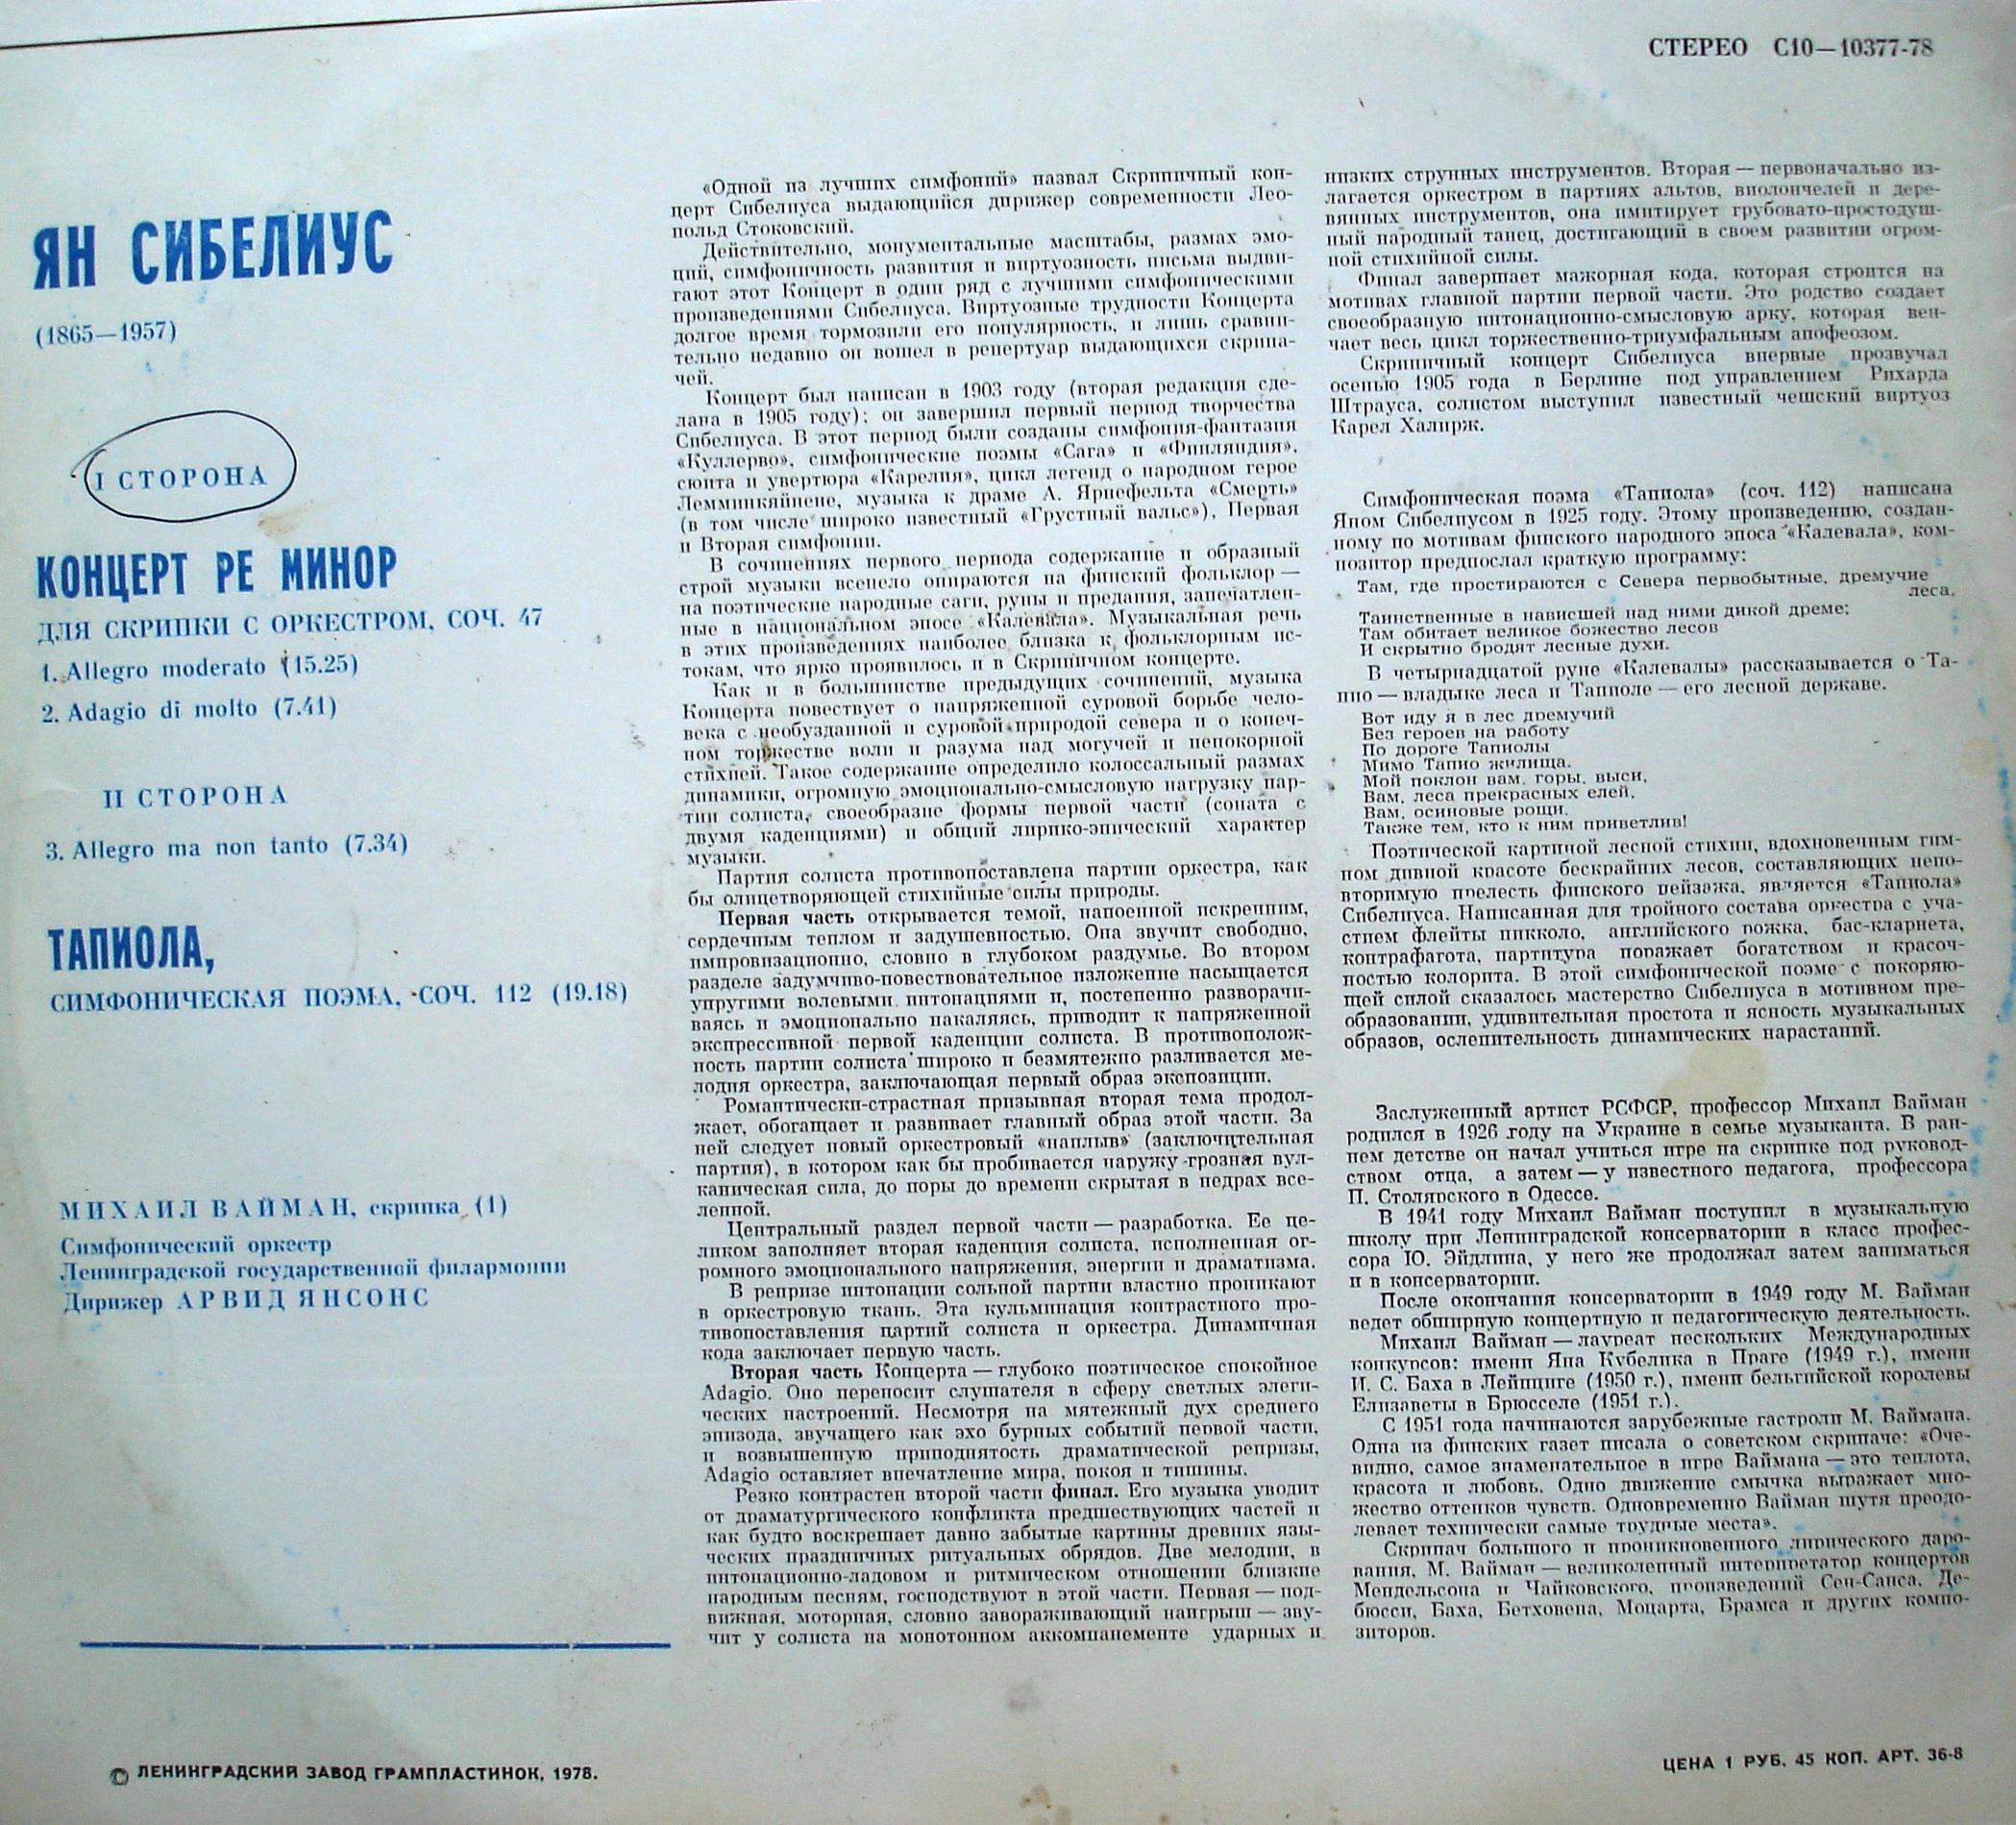 СТЕРЕО С10—10377-78
ЯН СИБЕЛИУС
(1865—1957)
I СТОРОНА
КОНЦЕРТ РЕ МИНОР
ДЛЯ СКРИПКИ С ОРКЕСТРОМ, СОЧ. 47
1. Allegro moderato (15.25)
2. Adagio di molto (7.41)
II СТОРОНА
3. Allegro ma non tanto (7.34)
ТАПИОЛА,
СИМФОНИЧЕСКАЯ ПОЭМА, СОЧ. 112 (19.18)
МИХАИЛ ВАЙМАН, скрипка (1)
Симфонический оркестр
Ленинградской государственной филармонии
Дирижер АРВИД ЯНСОНС
«Одной из лучших симфоний» назвал Скрипичный кон-
церт Сибелиуса выдающийся дирижер современности Лео-
польд Стоковский.
Действительно, монументальные масштабы, размах эмо-
ций, симфоничность развития и виртуозность письма выдви-
гают этот Концерт в один ряд с лучшими симфоническими
произведениями Сибелиуса. Виртуозные трудности Концерта
долгое время тормозили его популярность, и лишь сравни-
тельно недавно он вошел в репертуар выдающихся скрипа-
чей.
Концерт был написан в 1903 году (вторая редакция сде-
лана в 1905 году); он завершил первый период творчества
Сибелиуса. В этот период были созданы симфония-фантазия
«Куллерво», симфонические поэмы «Сага» и «Финляндия»,
сюита и увертюра «Карелия», цикл легенд о народном герое
Лемминкяйнене, музыка к драме А. Ярнефельта «Смерть»
(в том числе широко известный «Грустный вальс»), Первая
и Вторая симфонии.
В сочинениях первого периода содержание и образный
строй музыки всецело опираются на финский фольклор —
на поэтические народные саги, руны и предания, запечатлен-
ные в национальном эпосе «Калевала». Музыкальная речь
в этих произведениях наиболее близка к фольклорным ис-
токам, что ярко проявилось и в Скрипичном концерте.
Как и в большинстве предыдущих сочинений, музыка
Концерта повествует о напряженной суровой борьбе чело-
века с необузданной и суровой природой севера и о конеч-
ном торжестве воли и разума над могучей и непокорной
стихией. Такое содержание определило колоссальный размах
динамики, огромную эмоционально-смысловую нагрузку пар-
тии солиста, своеобразие формы первой части (соната с
двумя каденциями) и общий лирико-эпический характер
музыки.
Партия солиста противопоставлена партии оркестра, как
бы олицетворяющей стихийные силы природы.
Первая часть открывается темой, напоенной искренним,
сердечным теплом и задушевностью. Она звучит свободно,
импровизационно, словно в глубоком раздумье. Во втором
разделе задумчиво-повествовательное изложение насыщается
упругими волевыми интонациями и, постепенно разворачи-
ваясь и эмоционально накаляясь, приводит к напряженной
экспрессивной первой каденции солиста. В противополож-
ность партии солиста широко и безмятежно разливается ме-
лодия оркестра, заключающая первый образ экспозиции.
Романтически-страстная призывная вторая тема продол-
жает, обогащает и развивает главный образ этой части. За
ней следует новый оркестровый «наплыв» (заключительная
партия), в котором как бы пробивается наружу грозная вул-
каническая сила, до поры до времени скрытая в недрах все-
ленной.
Центральный раздел первой части — разработка. Ее це-
ликом заполняет вторая каденция солиста, исполненная ог-
ромного эмоционального напряжения, энергии и драматизма.
В репризе интонации сольной партии властно проникают
в оркестровую ткань. Эта кульминация контрастного про-
тивопоставления партий солиста и оркестра. Динамичная
кода заключает первую часть.
Вторая часть Концерта — глубоко поэтическое спокойное
Adagio. Оно переносит слушателя в сферу светлых элеги-
ческих настроений. Несмотря на мятежный дух среднего
эпизода, звучащего как эхо бурных событий первой части,
и возвышенную приподнятость драматической репризы,
Adagio оставляет впечатление мира, покоя и тишины.
Резко контрастен второй части финал. Его музыка уводит
от драматургического конфликта предшествующих частей и
как будто воскрешает давно забытые картины древних язы-
ческих праздничных ритуальных обрядов. Две мелодии, в
интонационно-ладовом и ритмическом отношении близкие
народным песням, господствуют в этой части. Первая — под-
вижная, моторная, словно завораживающий наигрыш — зву-
чит у солиста на монотонном аккомпанементе ударных и
низких струнных инструментов. Вторая — первоначально из-
лагается оркестром в партиях альтов, виолончелей и дере-
вянных инструментов, она имитирует грубовато-простодуш-
ный народный танец, достигающий в своем развитии огром-
ной стихийной силы.
Финал завершает мажорная кода, которая строится на
мотивах главной партии первой части. Это родство создает
своеобразную интонационно-смысловую арку, которая вен-
чает весь цикл торжественно-триумфальным апофеозом.
Скрипичный концерт Сибелиуса впервые прозвучал
осенью 1905 года в Берлине под управлением Рихарда
Штрауса, солистом выступил известный чешский виртуоз
Карел Халирж.
Симфоническая поэма «Тапиола» (соч. 112) написана
Яном Сибелиусом в 1925 году. Этому произведению, создан-
ному по мотивам финского народного эпоса «Калевала», ком-
позитор предпослал краткую программу:
Там, где простираются с Севера первобытные, дремучие
леса,
Таинственные в нависшей над ними дикой дреме;
Там обитает великое божество лесов
И скрытно бродят лесные духи.
В четырнадцатой руне «Калевалы» рассказывается о Та-
пио — владыке леса и Тапиоле — его лесной державе.
Вот иду я в лес дремучий
Без героев на работу
По дороге Тапиолы
Мимо Тапио жилища.
Мой поклон вам, горы, выси,
Вам, леса прекрасных елей,
Вам, осиновые рощи,
Также тем, кто к ним приветлив!
Поэтической картиной лесной стихии, вдохновенным гим-
ном дивной красоте бескрайних лесов, составляющих непо-
вторимую прелесть финского пейзажа, является «Тапиола»
Сибелиуса. Написанная для тройного состава оркестра с уча-
стием флейты пикколо, английского рожка, бас-кларнета,
контрафагота, партитура поражает богатством и красоч-
ностью колорита. В этой симфонической поэме с покоряю-
щей силой сказалось мастерство Сибелиуса в мотивном пре-
образовании, удивительная простота и ясность музыкальных
образов, ослепительность динамических нарастаний.
Заслуженный артист РСФСР, профессор Михаил Вайман
родился в 1926 году на Украине в семье музыканта. В ран-
нем детстве он начал учиться игре на скрипке под руковод-
ством отца, а затем — у известного педагога, профессора
П. Столярского в Одессе.
В 1941 году Михаил Вайман поступил в музыкальную
школу при Ленинградской консерватории в класс профес-
сора Ю. Эйдлина, у него же продолжал затем заниматься
и в консерватории.
После окончания консерватории в 1949 году М. Вайман
ведет обширную концертную и педагогическую деятельность.
Михаил Вайман — лауреат нескольких Международных
конкурсов: имени Яна Кубелика в Праге (1949 г.), имени
И. С. Баха в Лейпциге (1950 г.), имени бельгийской королевы
Елизаветы в Брюсселе (1951 г.).
С 1951 года начинаются зарубежные гастроли М. Ваймана.
Одна из финских газет писала о советском скрипаче: «Оче-
видно, самое знаменательное в игре Ваймана — это теплота,
красота и любовь. Одно движение смычка выражает мно-
жество оттенков чувств. Одновременно Вайман шутя преодо-
левает технически самые трудные места».
Скрипач большого и проникновенного лирического даро-
вания, М. Вайман — великолепный интерпретатор концертов
Мендельсона и Чайковского, произведений Сен-Санса, Де-
бюсси, Баха, Бетховена, Моцарта, Брамса и других компо-
зиторов.
© ЛЕНИНГРАДСКИЙ ЗАВОД ГРАМПЛАСТИНОК, 1978.
ЦЕНА 1 РУБ. 45 КОП. АРТ. 36-8